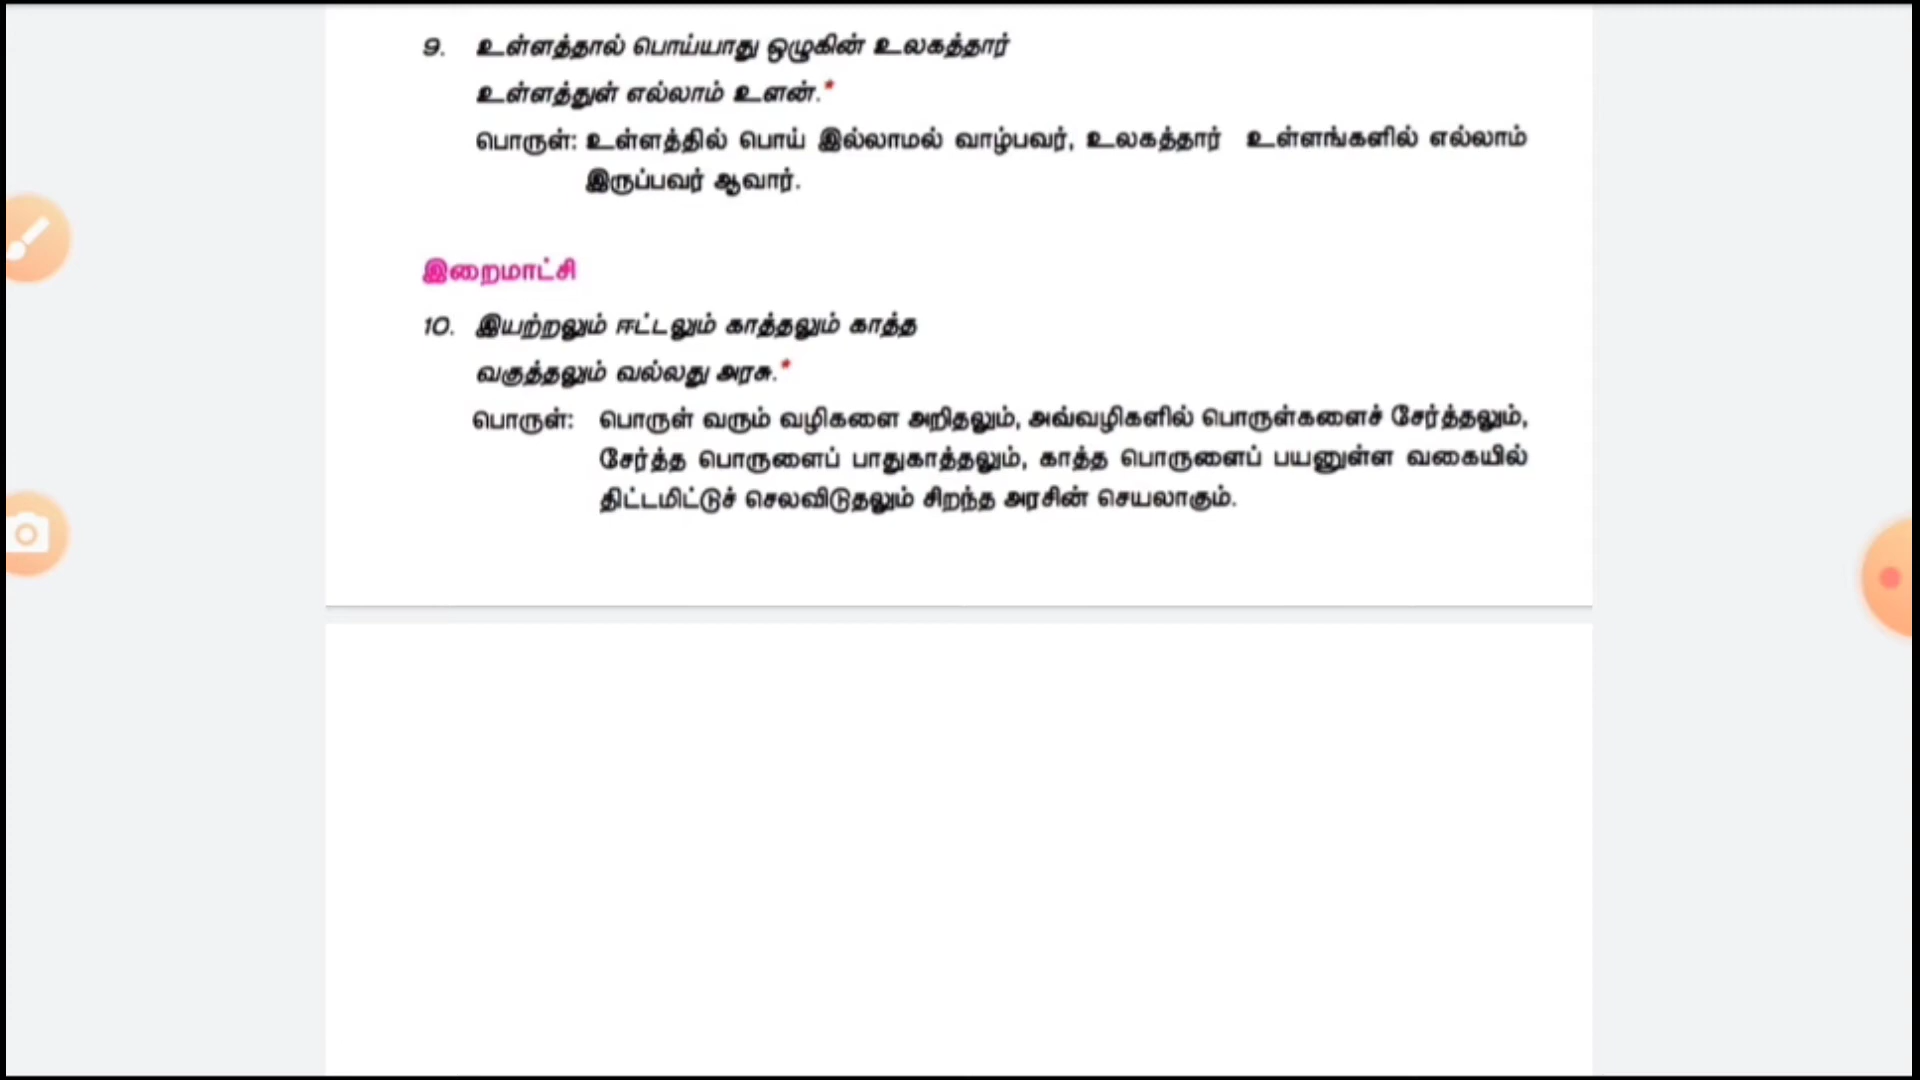 9. உள்ளத்தால் பொய்யாது ஒழுகின் உலகத்தார்
உள்ளத்துள் எல்லாம் உளன்.*
பொருள்: உள்ளத்தில் பொய் இல்லாமல் வாழ்பவர், உலகத்தார் உள்ளங்களில் எல்லாம்
இருப்பவர் ஆவார்.
இறைமாட்சி
10. இயற்றலும் ஈட்டலும் காத்தலும் காத்த
வகுத்தலும் வல்லது அரசு.*
பொருள்: பொருள் வரும் வழிகளை அறிதலும், அவ்வழிகளில் பொருள்களைச் சேர்த்தலும்,
சேர்த்த பொருளைப் பாதுகாத்தலும், காத்த பொருளைப் பயனுள்ள வகையில்
திட்டமிட்டுச் செலவிடுதலும் சிறந்த அரசின் செயலாகும்.